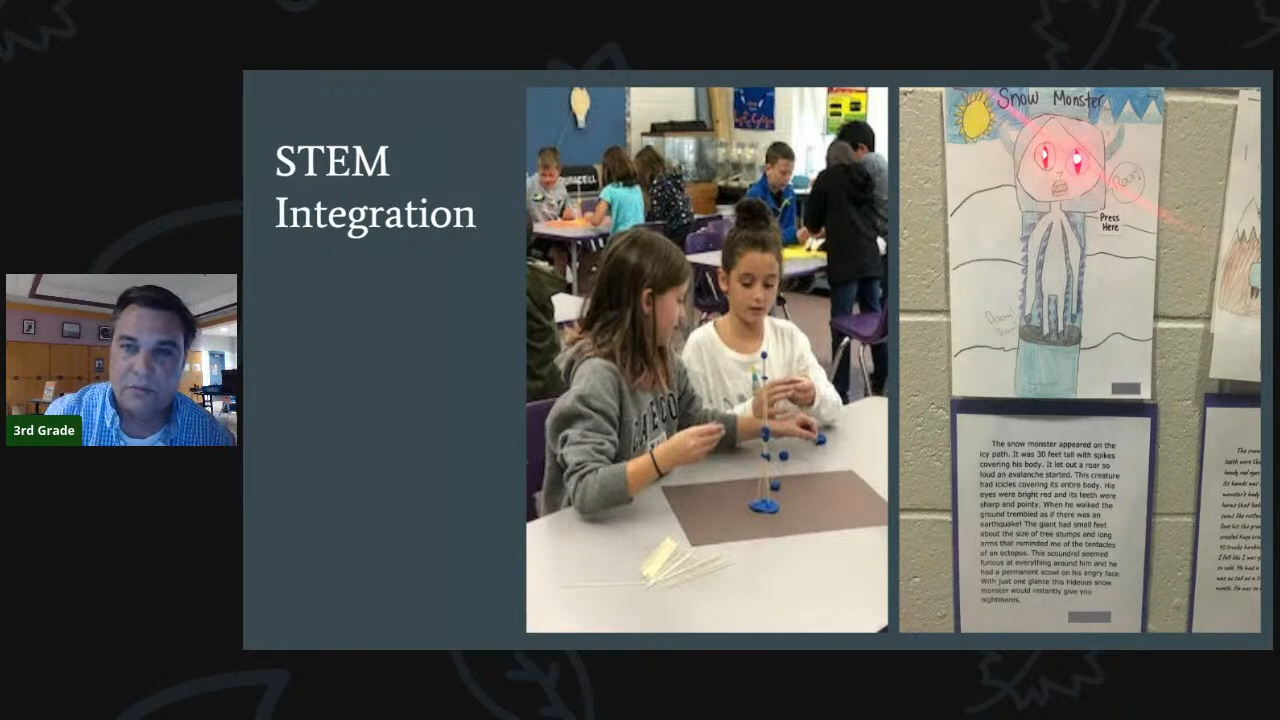 STEM
Integration
3rd Grade
Snow Monster
Roar!
Press
Here
The snow monster appeared on the
icy path. It was 30 feet tall with spikes
covering his body. It let out a roar so
loud an avalanche started. This creature
had icicles covering its entire body. His
eyes were bright red and its teeth were
sharp and pointy. When he walked the
ground trembled as if there was an
earthquake! The giant had small feet
about the size of tree stumps and long
arms that reminded me of the tentacles
of an octopus. This scoundrel seemed
furious at everything around him and he
had a permanent scowl on his angry face.
With just one glance this hideous snow
monster would instantly give you
nightmares.